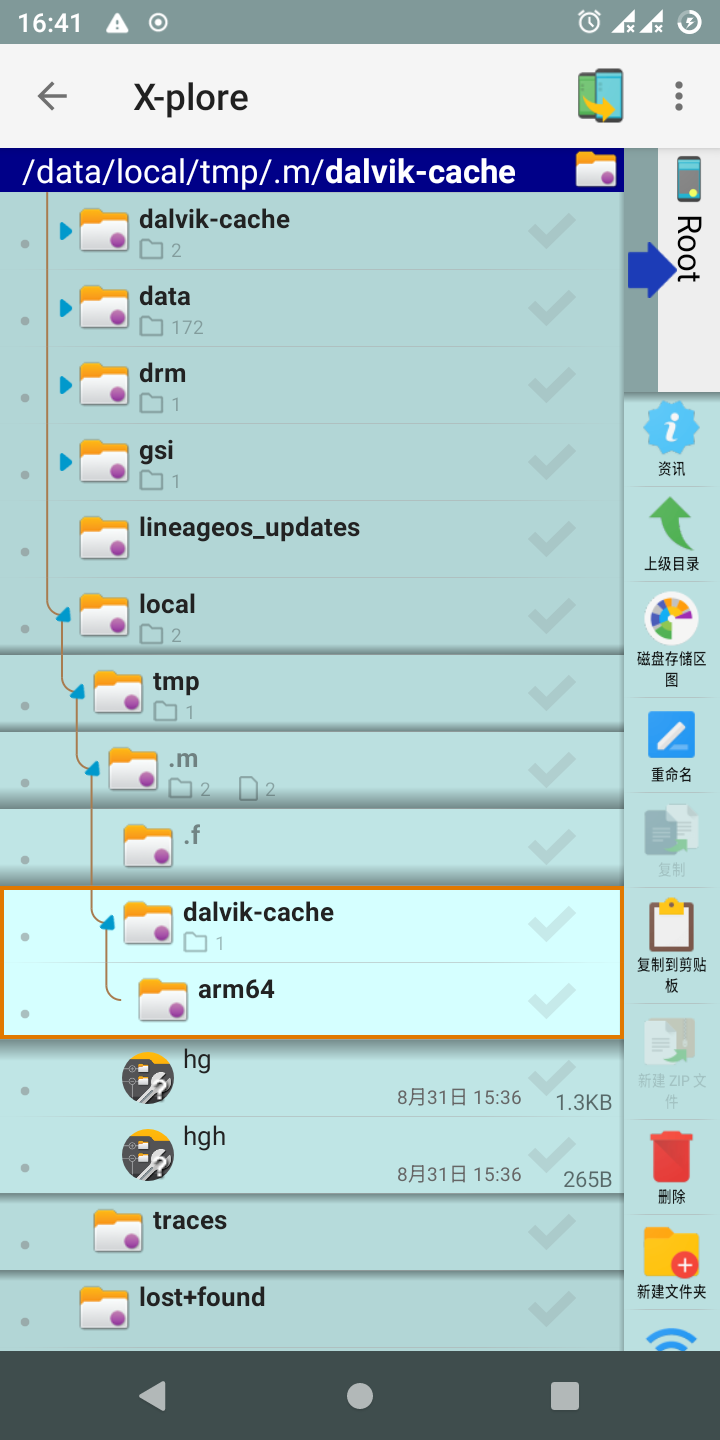 16:41
X-plore
/data/local/tmp/.m/dalvik-cache
Root
dalvik-cache
2
data
172
drm
1
gsi
1
lineageos_updates
local
2
tmp
1
.m
2 2
.f
dalvik-cache
1
arm64
hg
8月31日 15:36 1.3KB
hgh
8月31日 15:36 265B
traces
lost+found
资讯
上级目录
磁盘存储区
图
重命名
复制
复制到剪贴
板
新建 ZIP 文
件
删除
新建文件夹